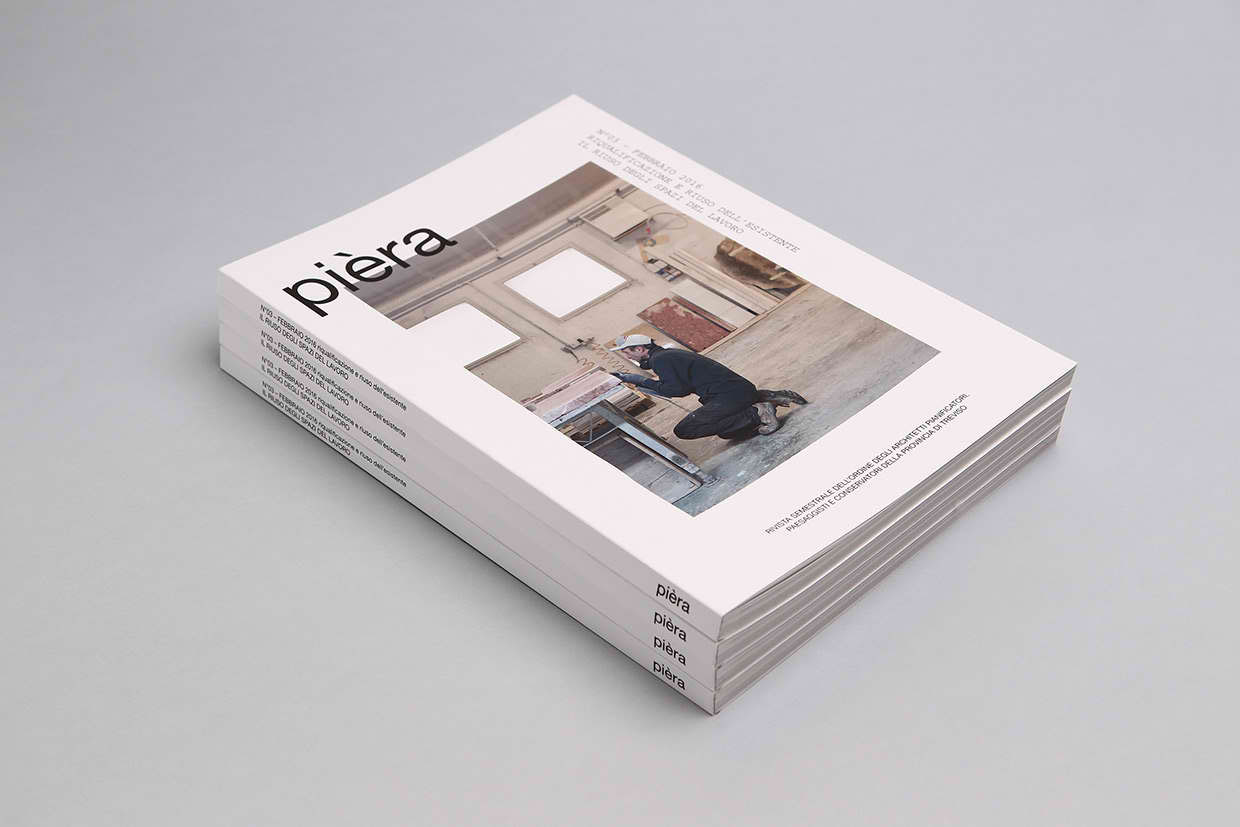 N°03 – FEBBRAIO 2016
RIQUALIFICAZIONE E RIUSO DELL'ESISTENTE
IL RIUSO DEGLI SPAZI DEL LAVORO
pièra
RIVISTA SEMESTRALE DELL'ORDINE DEGLI ARCHITETTI PIANIFICATORI,
PAESAGGISTI E CONSERVATORI DELLA PROVINCIA DI TREVISO
N°03 – FEBBRAIO 2016 riqualificazione e riuso dell'esistente
IL RIUSO DEGLI SPAZI DEL LAVORO
pièra
N°03 – FEBBRAIO 2016 riqualificazione e riuso dell'esistente
IL RIUSO DEGLI SPAZI DEL LAVORO
pièra
N°03 – FEBBRAIO 2016 riqualificazione e riuso dell'esistente
IL RIUSO DEGLI SPAZI DEL LAVORO
pièra
N°03 – FEBBRAIO 2016 riqualificazione e riuso dell'esistente
IL RIUSO DEGLI SPAZI DEL LAVORO
pièra